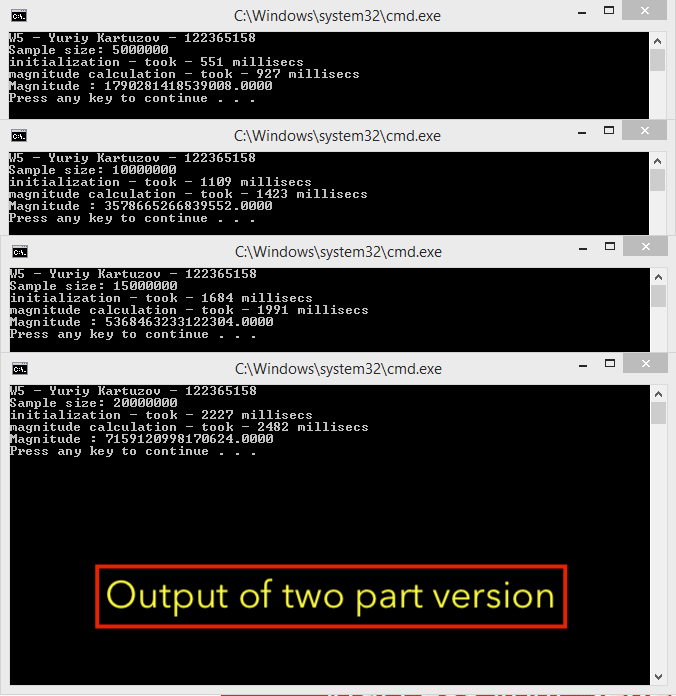 C:\Windows\system32\cmd.exe
W5 - Yuriy Kartuzov - 122365158
Sample size: 5000000
initialization - took - 551 millisecs
magnitude calculation - took - 927 millisecs
Magnitude : 1790281418539008.0000
Press any key to continue . . .
C:\Windows\system32\cmd.exe
W5 - Yuriy Kartuzov - 122365158
Sample size: 10000000
initialization - took - 1109 millisecs
magnitude calculation - took - 1423 millisecs
Magnitude : 3578665266839552.0000
Press any key to continue . . .
C:\Windows\system32\cmd.exe
W5 - Yuriy Kartuzov - 122365158
Sample size: 15000000
initialization - took - 1684 millisecs
magnitude calculation - took - 1991 millisecs
Magnitude : 5368463233122304.0000
Press any key to continue . . .
C:\Windows\system32\cmd.exe
W5 - Yuriy Kartuzov - 122365158
Sample size: 20000000
initialization - took - 2227 millisecs
magnitude calculation - took - 2482 millisecs
Magnitude : 7159120998170624.0000
Press any key to continue . . .
Output of two part version